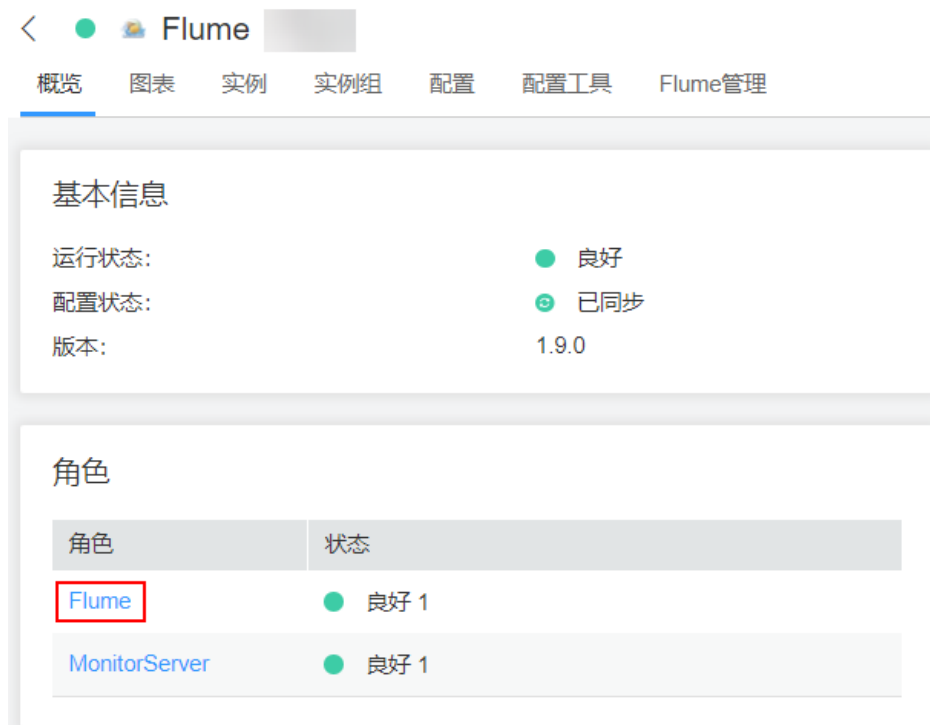 Flume
概览 图表 实例 实例组 配置 配置工具 Flume管理
基本信息
运行状态: 良好
配置状态: 已同步
版本: 1.9.0
角色
角色 状态
Flume 良好 1
MonitorServer 良好 1